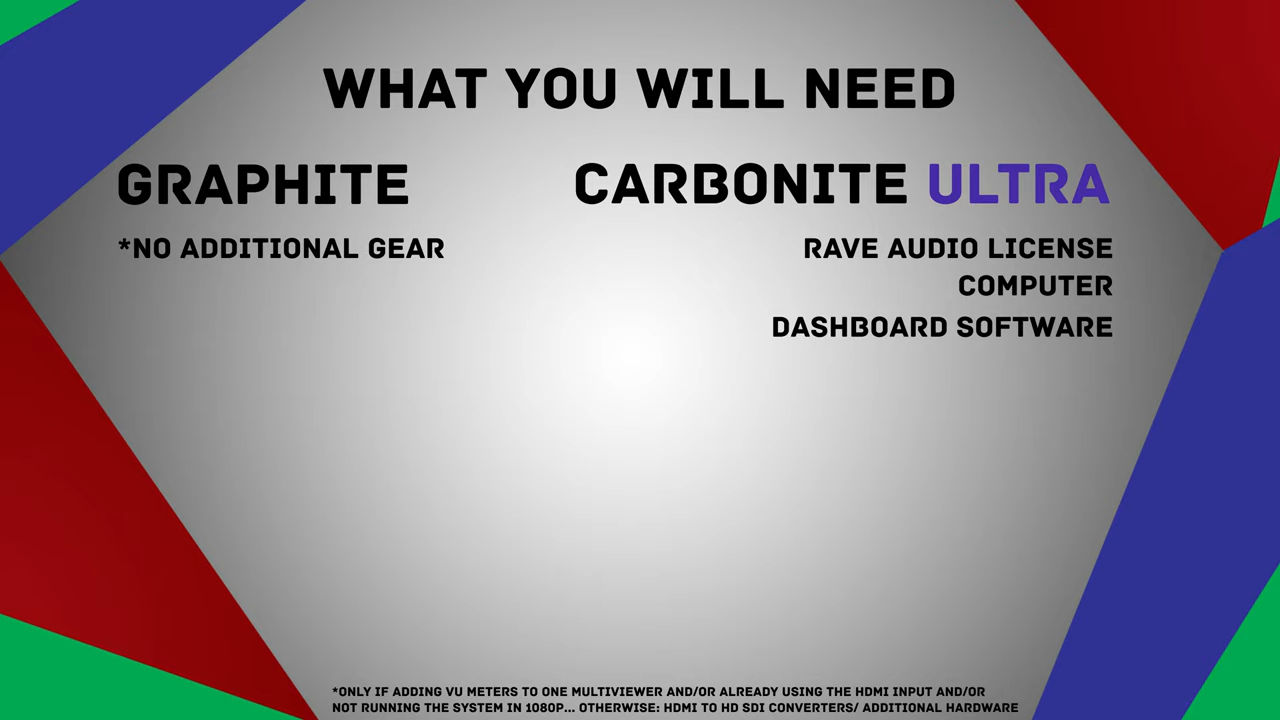 WHAT YOU WILL NEED
GRAPHITE
*NO ADDITIONAL GEAR
CARBONITE ULTRA
RAVE AUDIO LICENSE
COMPUTER
DASHBOARD SOFTWARE
*ONLY IF ADDING VU METERS TO ONE MULTIVIEWER AND/OR ALREADY USING THE HDMI INPUT AND/OR
NOT RUNNING THE SYSTEM IN 1080P... OTHERWISE: HDMI TO HD SDI CONVERTERS/ ADDITIONAL HARDWARE